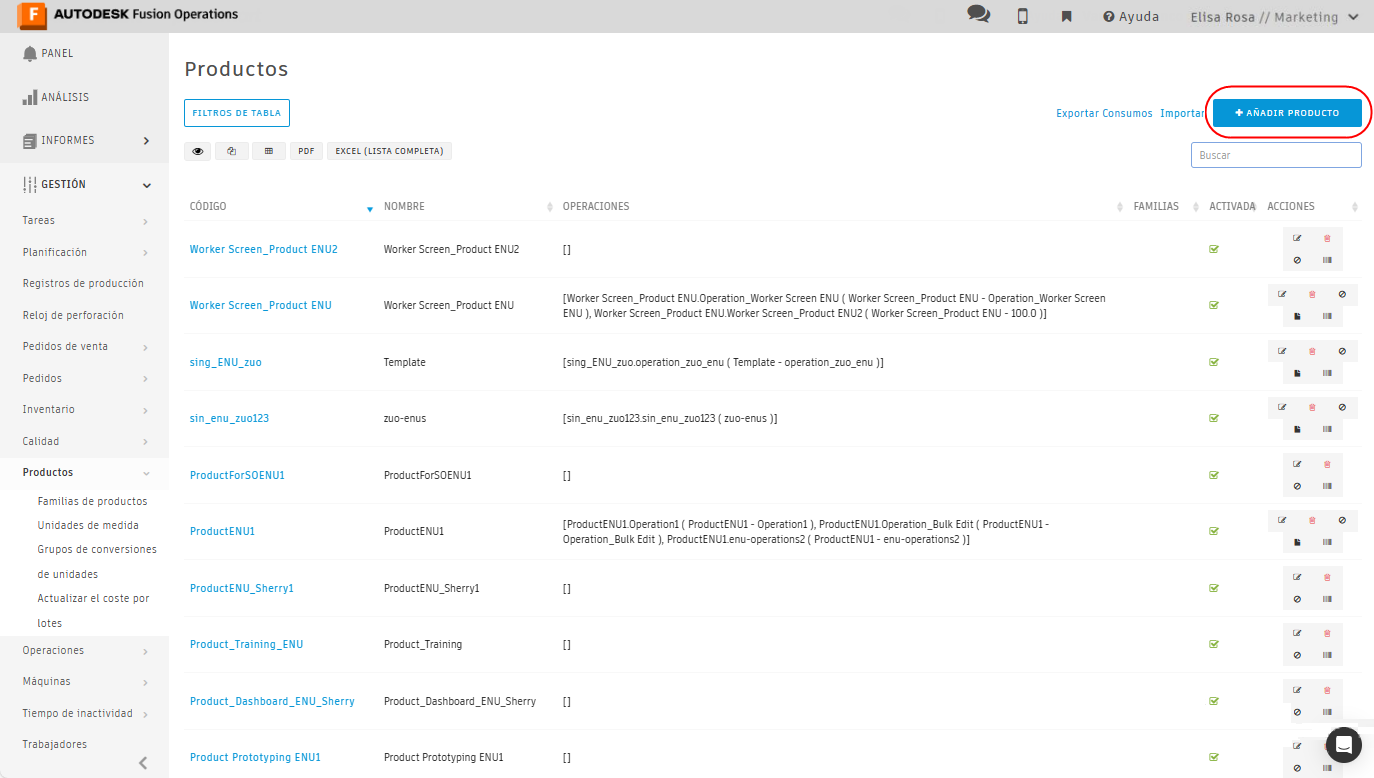 F AUTODESK Fusion Operations
Ayuda
Elisa Rosa // Marketing
PANEL
ANÁLISIS
INFORMES
GESTIÓN
Tareas
Planificación
Registros de producción
Reloj de perforación
Pedidos de venta
Pedidos
Inventario
Calidad
Productos
Familias de productos
Unidades de medida
Grupos de conversiones
de unidades
Actualizar el coste por
lotes
Operaciones
Máquinas
Tiempo de inactividad
Trabajadores
Productos
FILTROS DE TABLA
Exportar Consumos Importar
+ AÑADIR PRODUCTO
PDF
EXCEL (LISTA COMPLETA)
Buscar
CÓDIGO NOMBRE OPERACIONES FAMILIAS ACTIVADA ACCIONES
Worker Screen_Product ENU2 Worker Screen_Product ENU2 []
Worker Screen_Product ENU Worker Screen_Product ENU [Worker Screen_Product ENU.Operation_Worker Screen ENU ( Worker Screen_Product ENU - Operation_Worker Screen
ENU ), Worker Screen_Product ENU.Worker Screen_Product ENU2 ( Worker Screen_Product ENU - 100.0 )]
sing_ENU_zuo Template [sing_ENU_zuo.operation_zuo_enu ( Template - operation_zuo_enu )]
sin_enu_zuo123 zuo-enus [sin_enu_zuo123.sin_enu_zuo123 ( zuo-enus )]
ProductForSOENU1 ProductForSOENU1 []
ProductENU1 ProductENU1 [ProductENU1.Operation1 ( ProductENU1 - Operation1 ), ProductENU1.Operation_Bulk Edit ( ProductENU1 -
Operation_Bulk Edit ), ProductENU1.enu-operations2 ( ProductENU1 - enu-operations2 )]
ProductENU_Sherry1 ProductENU_Sherry1 []
Product_Training_ENU Product_Training []
Product_Dashboard_ENU_Sherry Product_Dashboard_ENU_Sherry []
Product Prototyping ENU1 Product Prototyping ENU1 []